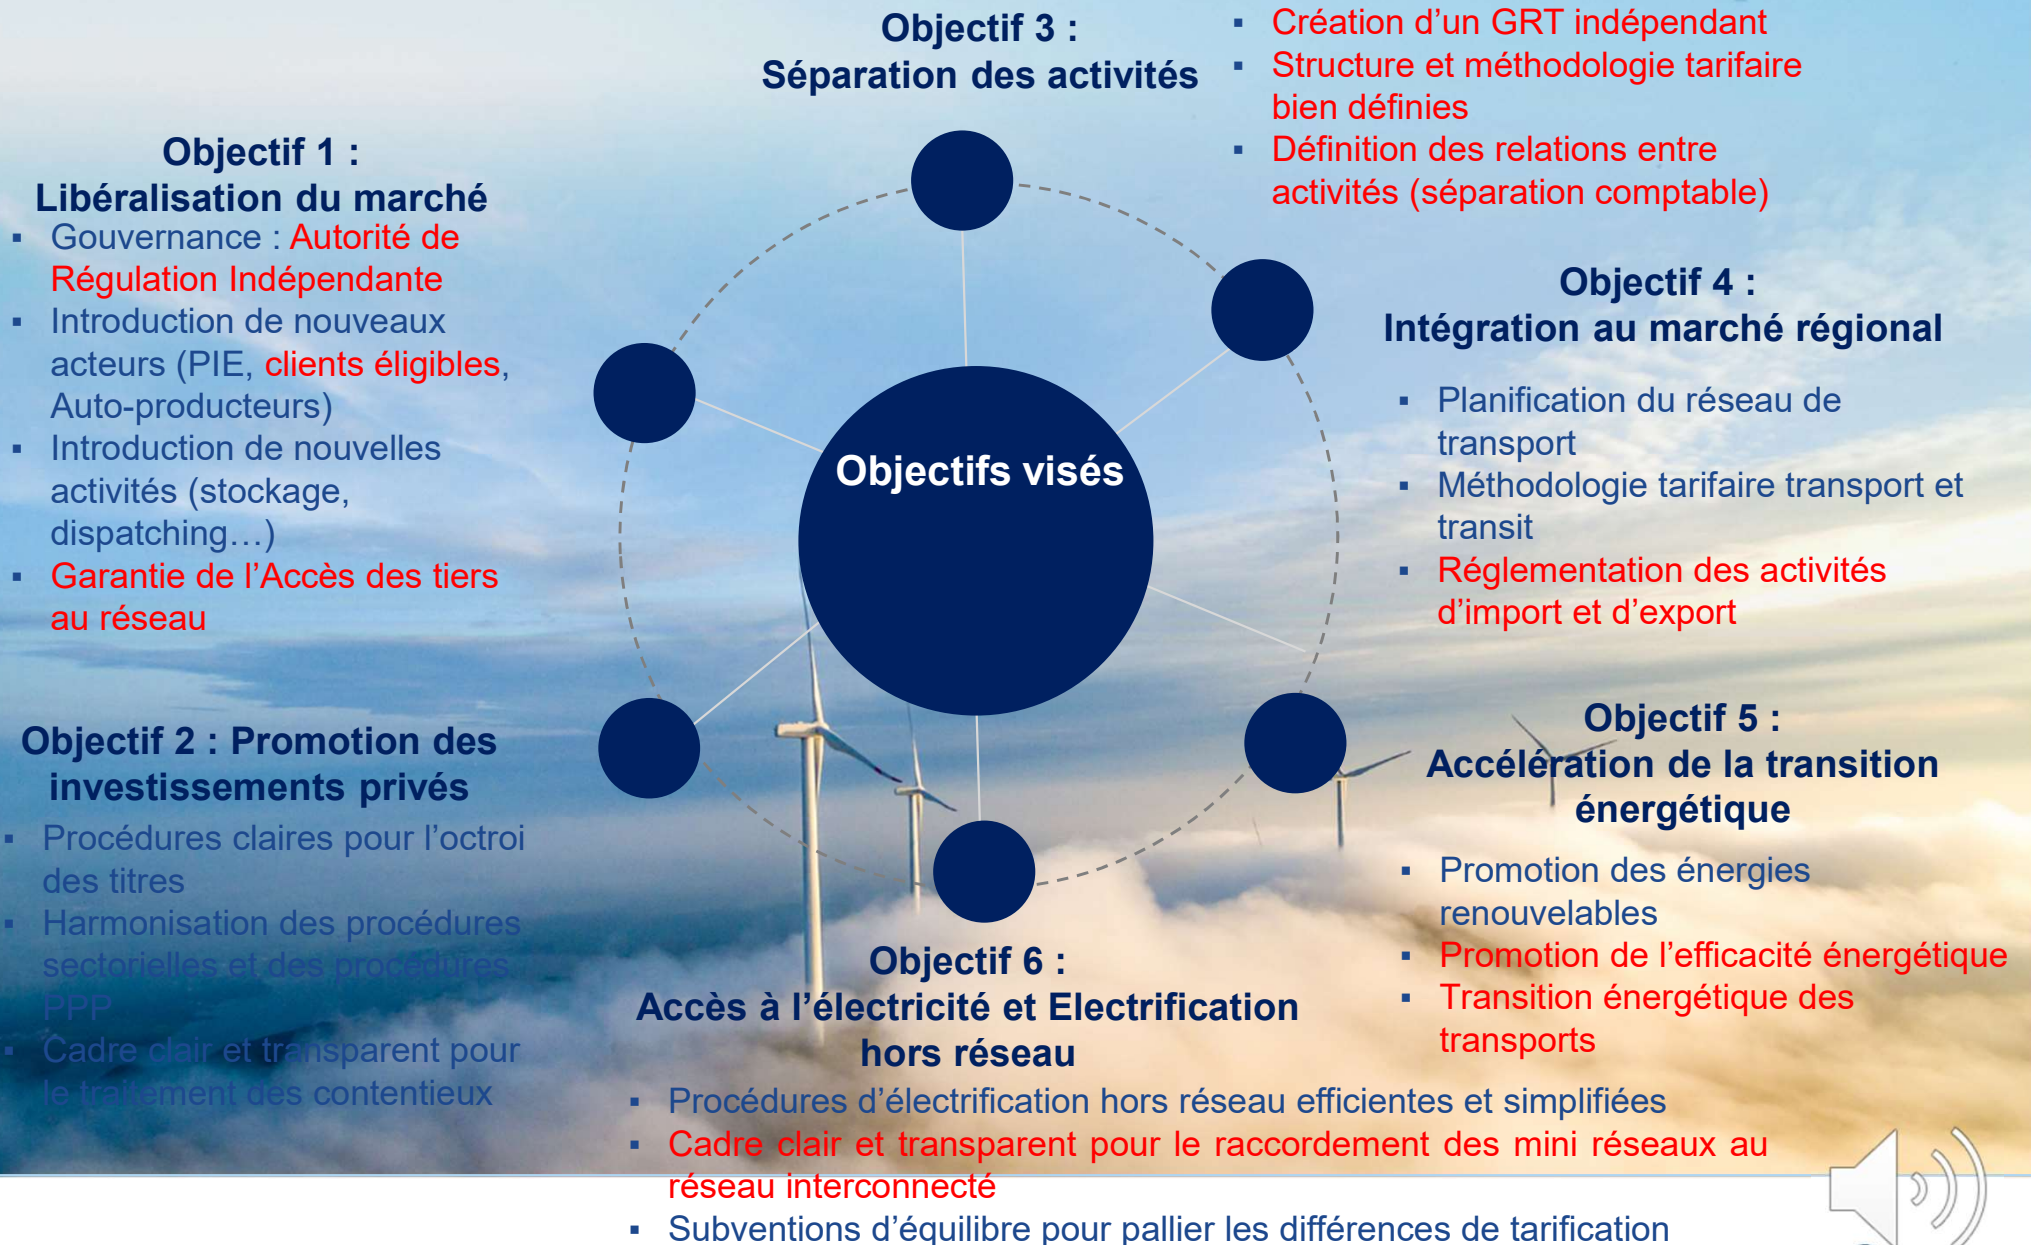 Objectif 3 :
Séparation des activités
▪ Création d’un GRT indépendant
▪ Structure et méthodologie tarifaire
bien définies
▪ Définition des relations entre
activités (séparation comptable)
Objectif 1 :
Libéralisation du marché
▪ Gouvernance : Autorité de
Régulation Indépendante
▪ Introduction de nouveaux
acteurs (PIE, clients éligibles,
Auto-producteurs)
▪ Introduction de nouvelles
activités (stockage,
dispatching…)
▪ Garantie de l’Accès des tiers
au réseau
Objectif 4 :
Intégration au marché régional
▪ Planification du réseau de
transport
▪ Méthodologie tarifaire transport et
transit
▪ Réglementation des activités
d’import et d’export
Objectifs visés
Objectif 2 : Promotion des
investissements privés
▪ Procédures claires pour l’octroi
des titres
▪ Harmonisation des procédures
sectorielles et des procédures
PPP
▪ Cadre clair et transparent pour
le traitement des contentieux
Objectif 5 :
Accélération de la transition
énergétique
▪ Promotion des énergies
renouvelables
▪ Promotion de l’efficacité énergétique
▪ Transition énergétique des
transports
Objectif 6 :
Accès à l’électricité et Electrification
hors réseau
▪ Procédures d’électrification hors réseau efficientes et simplifiées
▪ Cadre clair et transparent pour le raccordement des mini réseaux au
réseau interconnecté
▪ Subventions d’équilibre pour pallier les différences de tarification